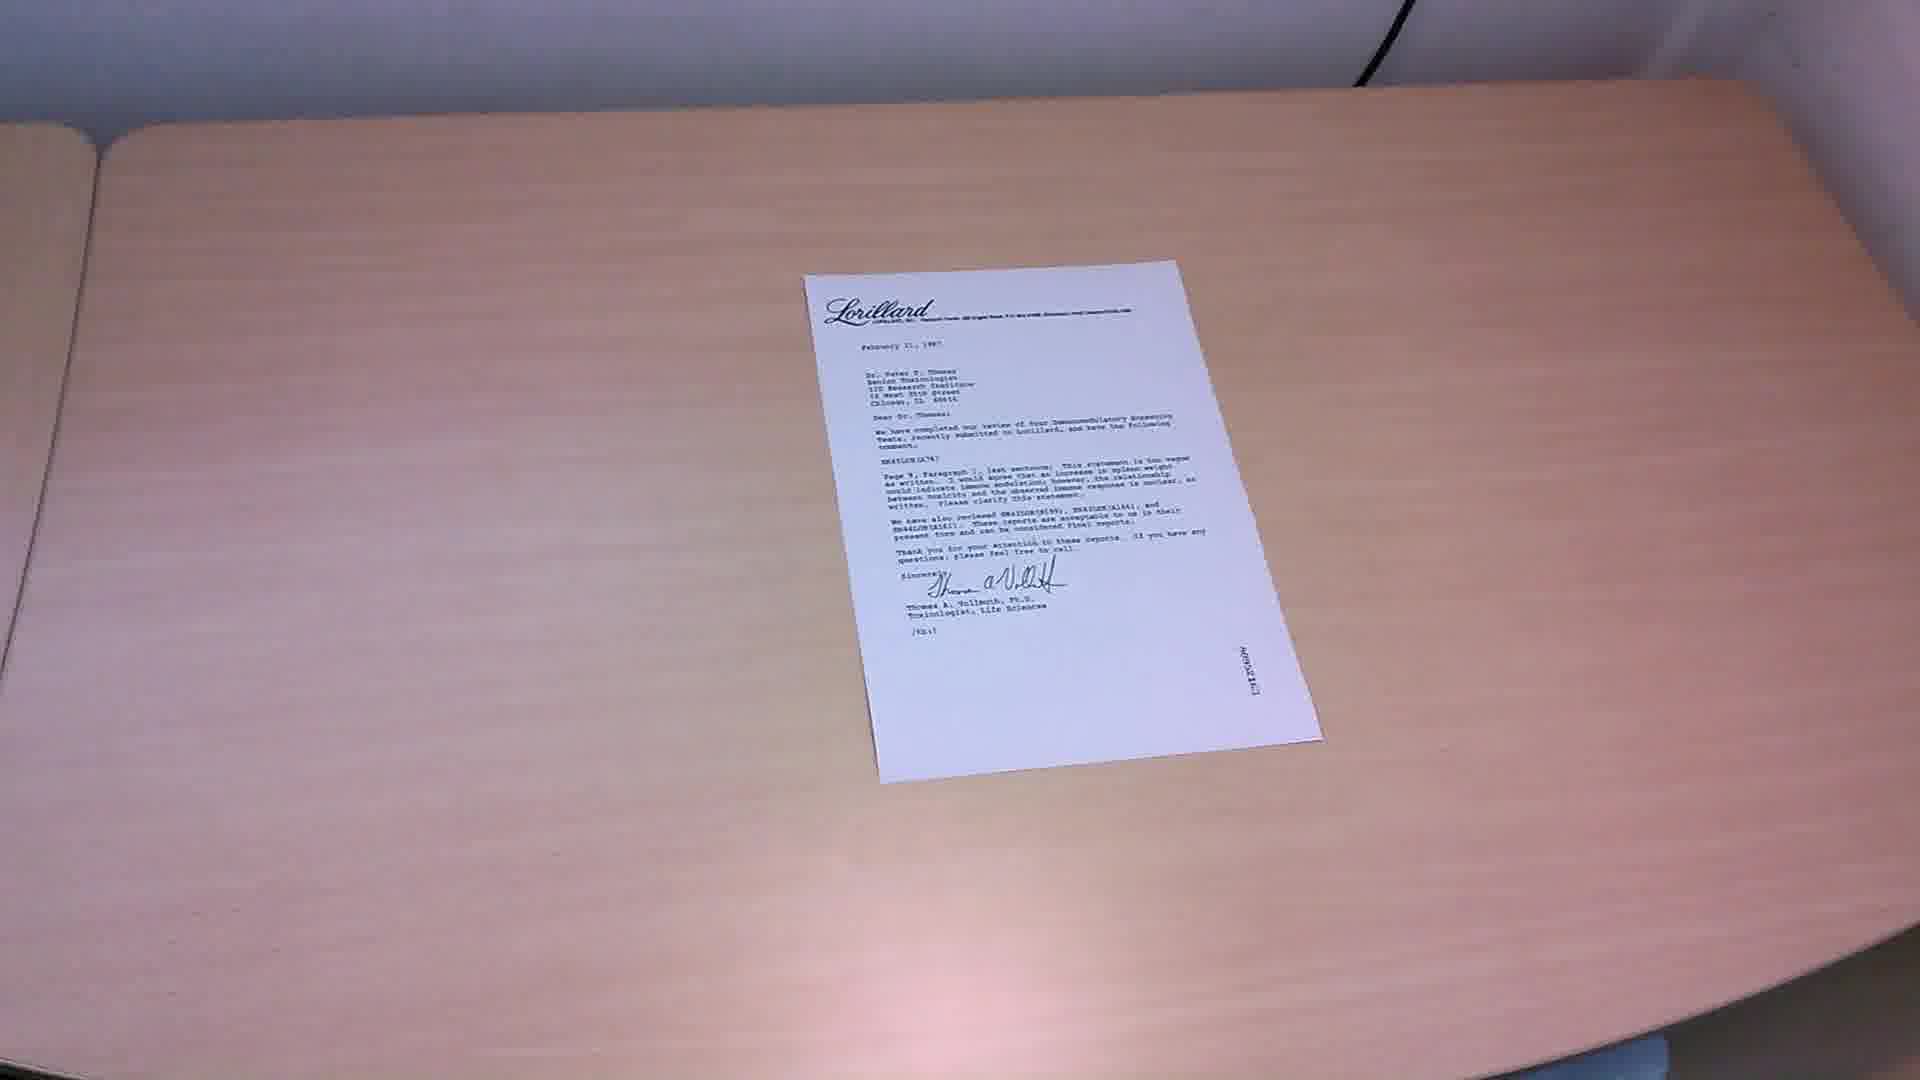 Lorillard
February 11, 1987
Dr. Peter T. Thomas
Senior Toxicologist
IIT Research Institute
10 West 35th Street
Chicago, IL 60616
Dear Dr. Thomas:
We have completed our review of four Immunomodulatory Screening
Tests, recently submitted to Lorillard, and have the following
comment.
Page 9, Paragraph last sentence: This statement is too vague
as written. I would agree that an increase in spleen weight
could indicate immune modulation; however, the relationship
between toxicity and the observed immune response is unclear, as
written. Please clarify this statement.
We have also reviewed and
These reports are acceptable to us in their
present form and can be considered final reports.
Thank you for your attention to these reports. If you have any
questions, please feel free to call.
Sincerely,
Thomas A. Vollmuth, Ph.D.
Toxicologist, Life Sciences